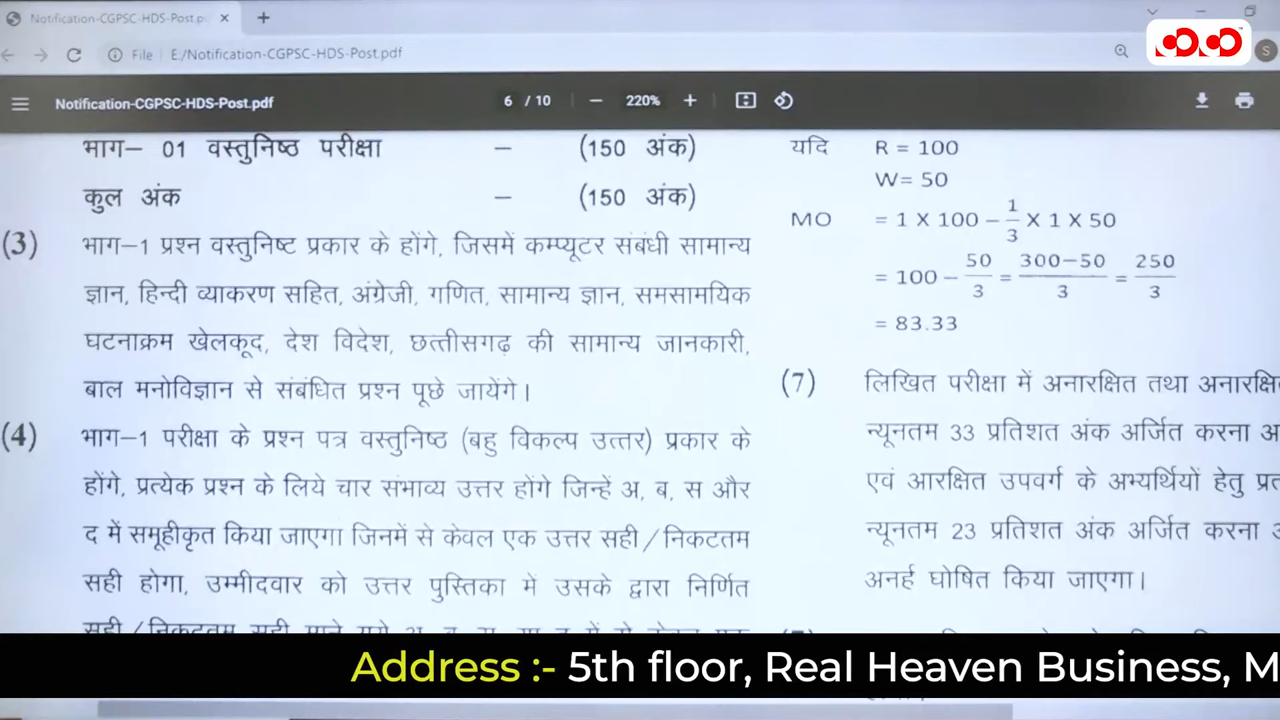 Notification-CGPSC-HDS-Post.p
File E:/Notification-CGPSC-HDS-Post.pdf
S
Notification-CGPSC-HDS-Post.pdf
6 / 10
220%
भाग– 01 वस्तुनिष्ठ परीक्षा – (150 अंक)
कुल अंक – (150 अंक)
(3) भाग–1 प्रश्न वस्तुनिष्ट प्रकार के होंगे, जिसमें कम्प्यूटर संबंधी सामान्य
ज्ञान, हिन्दी व्याकरण सहित, अंग्रेजी, गणित, सामान्य ज्ञान, समसामयिक
घटनाक्रम खेलकूद, देश विदेश, छत्तीसगढ़ की सामान्य जानकारी,
बाल मनोविज्ञान से संबंधित प्रश्न पूछे जायेंगे।
(4) भाग–1 परीक्षा के प्रश्न पत्र वस्तुनिष्ठ (बहु विकल्प उत्तर) प्रकार के
होंगे, प्रत्येक प्रश्न के लिये चार संभाव्य उत्तर होंगे जिन्हें अ, ब, स और
द में समूहीकृत किया जाएगा जिनमें से केवल एक उत्तर सही/निकटतम
सही होगा, उम्मीदवार को उत्तर पुस्तिका में उसके द्वारा निर्णित
यदि R = 100
W= 50
MO = 1 X 100 – 1/3 X 1 X 50
= 100 – 50/3 = 300–50/3 = 250/3
= 83.33
(7) लिखित परीक्षा में अनारक्षित तथा
न्यूनतम 33 प्रतिशत अंक अर्जित करना
एवं आरक्षित उपवर्ग के अभ्यर्थियों हेतु
न्यूनतम 23 प्रतिशत अंक अर्जित करना
अनर्ह घोषित किया जाएगा।
Address :- 5th floor, Real Heaven Business, M